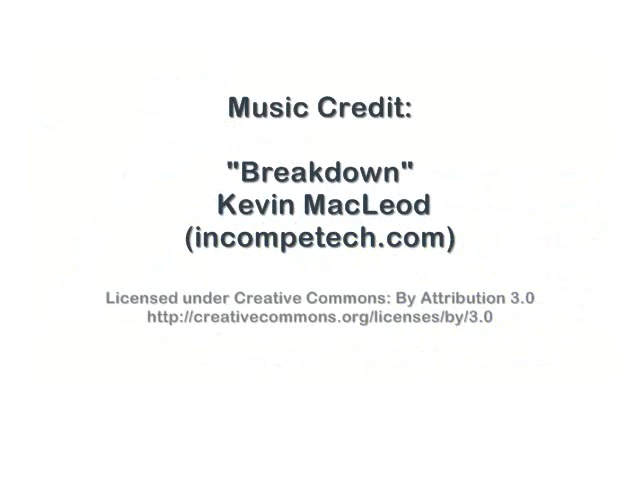 Music Credit:
"Breakdown"
Kevin MacLeod
(incompetech.com)
Licensed under Creative Commons: By Attribution 3.0
http://creativecommons.org/licenses/by/3.0